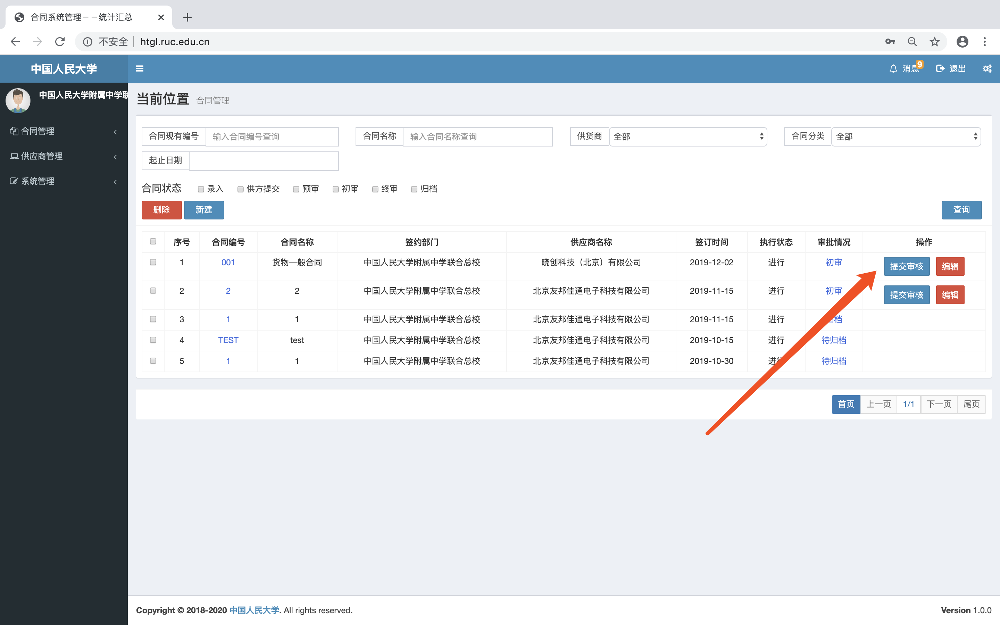 合同系统管理－－统计汇总
不安全 htgl.ruc.edu.cn
中国人民大学
消息 9 退出
中国人民大学附属中学联
当前位置 合同管理
合同管理
供应商管理
系统管理
合同现有编号 输入合同编号查询 合同名称 输入合同名称查询 供货商 全部 合同分类 全部
起止日期
合同状态 录入 供方提交 预审 初审 终审 归档
删除 新建 查询
序号 合同编号 合同名称 签约部门 供应商名称 签订时间 执行状态 审批情况 操作
1 001 货物一般合同 中国人民大学附属中学联合总校 晓创科技（北京）有限公司 2019-12-02 进行 初审 提交审核 编辑
2 2 2 中国人民大学附属中学联合总校 北京友邦佳通电子科技有限公司 2019-11-15 进行 初审 提交审核 编辑
3 1 1 中国人民大学附属中学联合总校 北京友邦佳通电子科技有限公司 2019-11-15 进行 归档
4 TEST test 中国人民大学附属中学联合总校 北京友邦佳通电子科技有限公司 2019-10-15 进行 待归档
5 1 1 中国人民大学附属中学联合总校 北京友邦佳通电子科技有限公司 2019-10-30 进行 待归档
首页 上一页 1/1 下一页 尾页
Copyright © 2018-2020 中国人民大学. All rights reserved.
Version 1.0.0